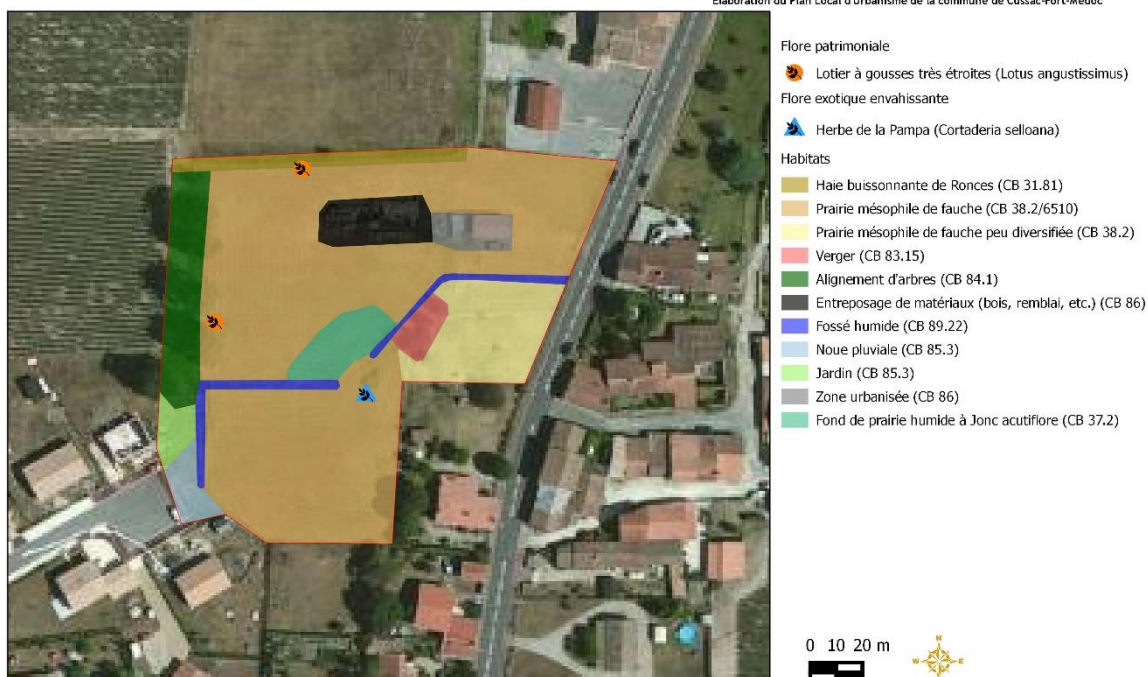 Elaboration du Plan Local d'Urbanisme de la commune de Cussac-Fort-Médoc
Flore patrimoniale
Lotier à gousses très étroites (Lotus angustissimus)
Flore exotique envahissante
Herbe de la Pampa (Cortaderia selloana)
Habitats
Haie buissonnante de Ronces (CB 31.81)
Prairie mésophile de fauche (CB 38.2/6510)
Prairie mésophile de fauche peu diversifiée (CB 38.2)
Verger (CB 83.15)
Alignement d'arbres (CB 84.1)
Entreposage de matériaux (bois, remblai, etc.) (CB 86)
Fossé humide (CB 89.22)
Noue pluviale (CB 85.3)
Jardin (CB 85.3)
Zone urbanisée (CB 86)
Fond de prairie humide à Jonc acutiflore (CB 37.2)
0 10 20 m
N
W E